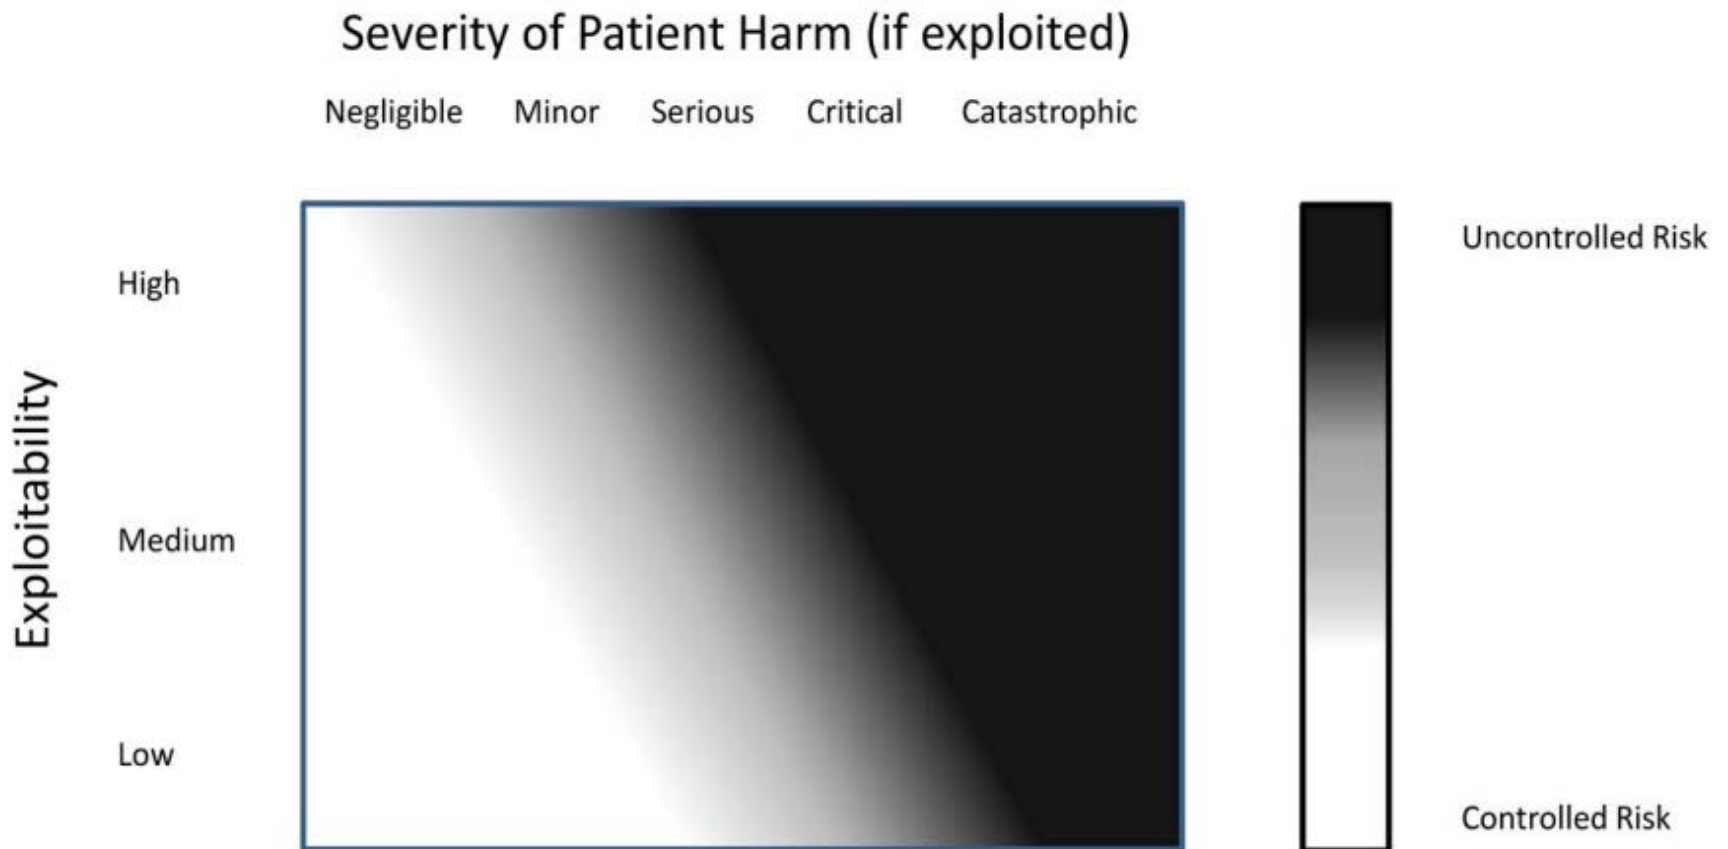 Severity of Patient Harm (if exploited)
Negligible Minor Serious Critical Catastrophic
Exploitability
High
Medium
Low
Uncontrolled Risk
Controlled Risk